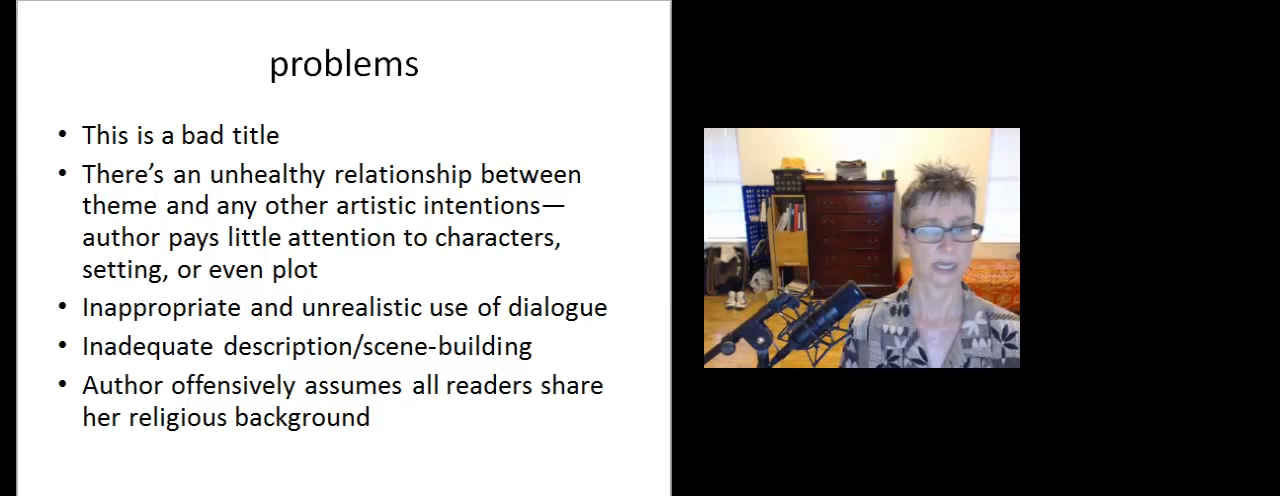 problems
• This is a bad title
• There’s an unhealthy relationship between
theme and any other artistic intentions—
author pays little attention to characters,
setting, or even plot
• Inappropriate and unrealistic use of dialogue
• Inadequate description/scene-building
• Author offensively assumes all readers share
her religious background